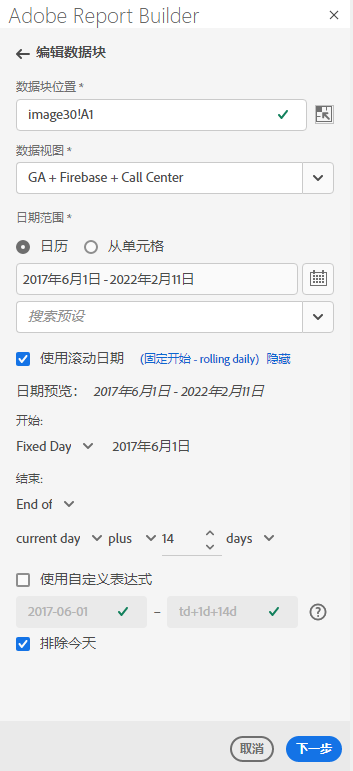 Adobe Report Builder
编辑数据块
数据块位置 *
image30!A1
数据视图 *
GA + Firebase + Call Center
日期范围 *
日历 从单元格
2017年6月1日 - 2022年2月11日
搜索预设
使用滚动日期 (固定开始 - rolling daily) 隐藏
日期预览： 2017年6月1日 - 2022年2月11日
开始:
Fixed Day 2017年6月1日
结束:
End of
current day plus 14 days
使用自定义表达式
2017-06-01 – td+1d+14d
排除今天
取消 下一步